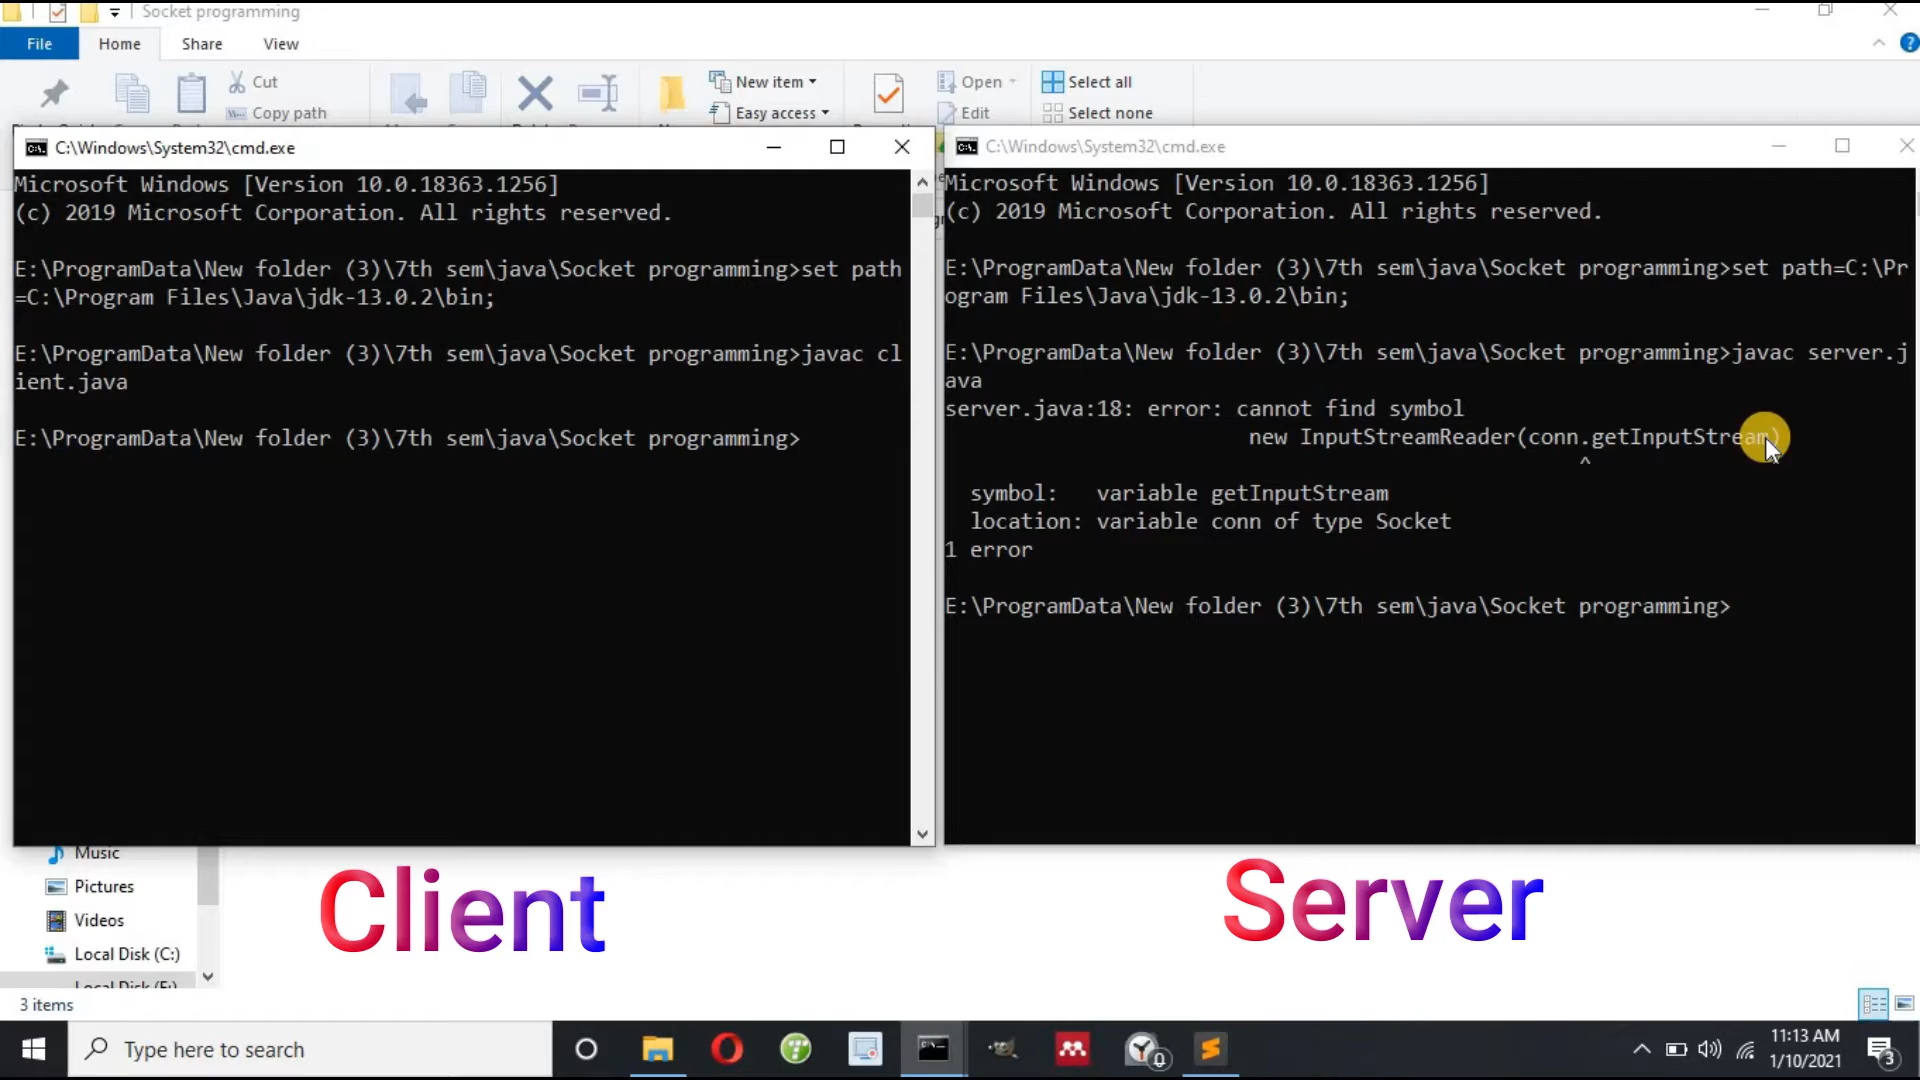 Socket programming
File Home Share View
Cut
Copy path
New item
Easy access
Open
Edit
Select all
Select none
C:\Windows\System32\cmd.exe
Microsoft Windows [Version 10.0.18363.1256]
(c) 2019 Microsoft Corporation. All rights reserved.
E:\ProgramData\New folder (3)\7th sem\java\Socket programming>set path
=C:\Program Files\Java\jdk-13.0.2\bin;
E:\ProgramData\New folder (3)\7th sem\java\Socket programming>javac cl
ient.java
E:\ProgramData\New folder (3)\7th sem\java\Socket programming>
C:\Windows\System32\cmd.exe
Microsoft Windows [Version 10.0.18363.1256]
(c) 2019 Microsoft Corporation. All rights reserved.
E:\ProgramData\New folder (3)\7th sem\java\Socket programming>set path=C:\Pr
ogram Files\Java\jdk-13.0.2\bin;
E:\ProgramData\New folder (3)\7th sem\java\Socket programming>javac server.j
ava
server.java:18: error: cannot find symbol
new InputStreamReader(conn.getInputStream)
^
symbol: variable getInputStream
location: variable conn of type Socket
1 error
E:\ProgramData\New folder (3)\7th sem\java\Socket programming>
Music
Pictures
Videos
Local Disk (C:)
Client
Server
3 items
Type here to search
11:13 AM
1/10/2021
3